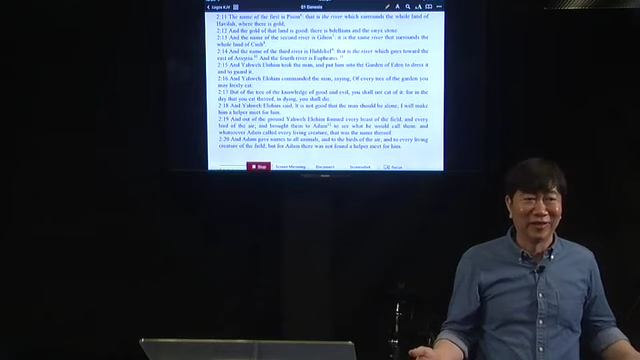 Logos KJV
01 Genesis
2:11 The name of the first is Pison: that is the river which surrounds the whole land of
Havilah, where there is gold;
2:12 And the gold of that land is good: there is bdellium and the onyx stone.
2:13 And the name of the second river is Gihon: it is the same river that surrounds the
whole land of Cush
2:14 And the name of the third river is Hiddekel: that is the river which goes toward the
east of Assyria. And the fourth river is Euphrates.
2:15 And Yahweh Elohim took the man, and put him into the Garden of Eden to dress it
and to guard it.
2:16 And Yahweh Elohim commanded the man, saying, Of every tree of the garden you
may freely eat:
2:17 But of the tree of the knowledge of good and evil, you shall not eat of it: for in the
day that you eat thereof, in dying, you shall die.
2:18 And Yahweh Elohim said, It is not good that the man should be alone; I will make
him a helper meet for him.
2:19 And out of the ground Yahweh Elohim formed every beast of the field, and every
bird of the air; and brought them to Adam to see what he would call them: and
whatsoever Adam called every living creature, that was the name thereof.
2:20 And Adam gave names to all animals, and to the birds of the air, and to every living
creature of the field; but for Adam there was not found a helper meet for him.
Stop Screen Mirroring Document Screenshot Focus